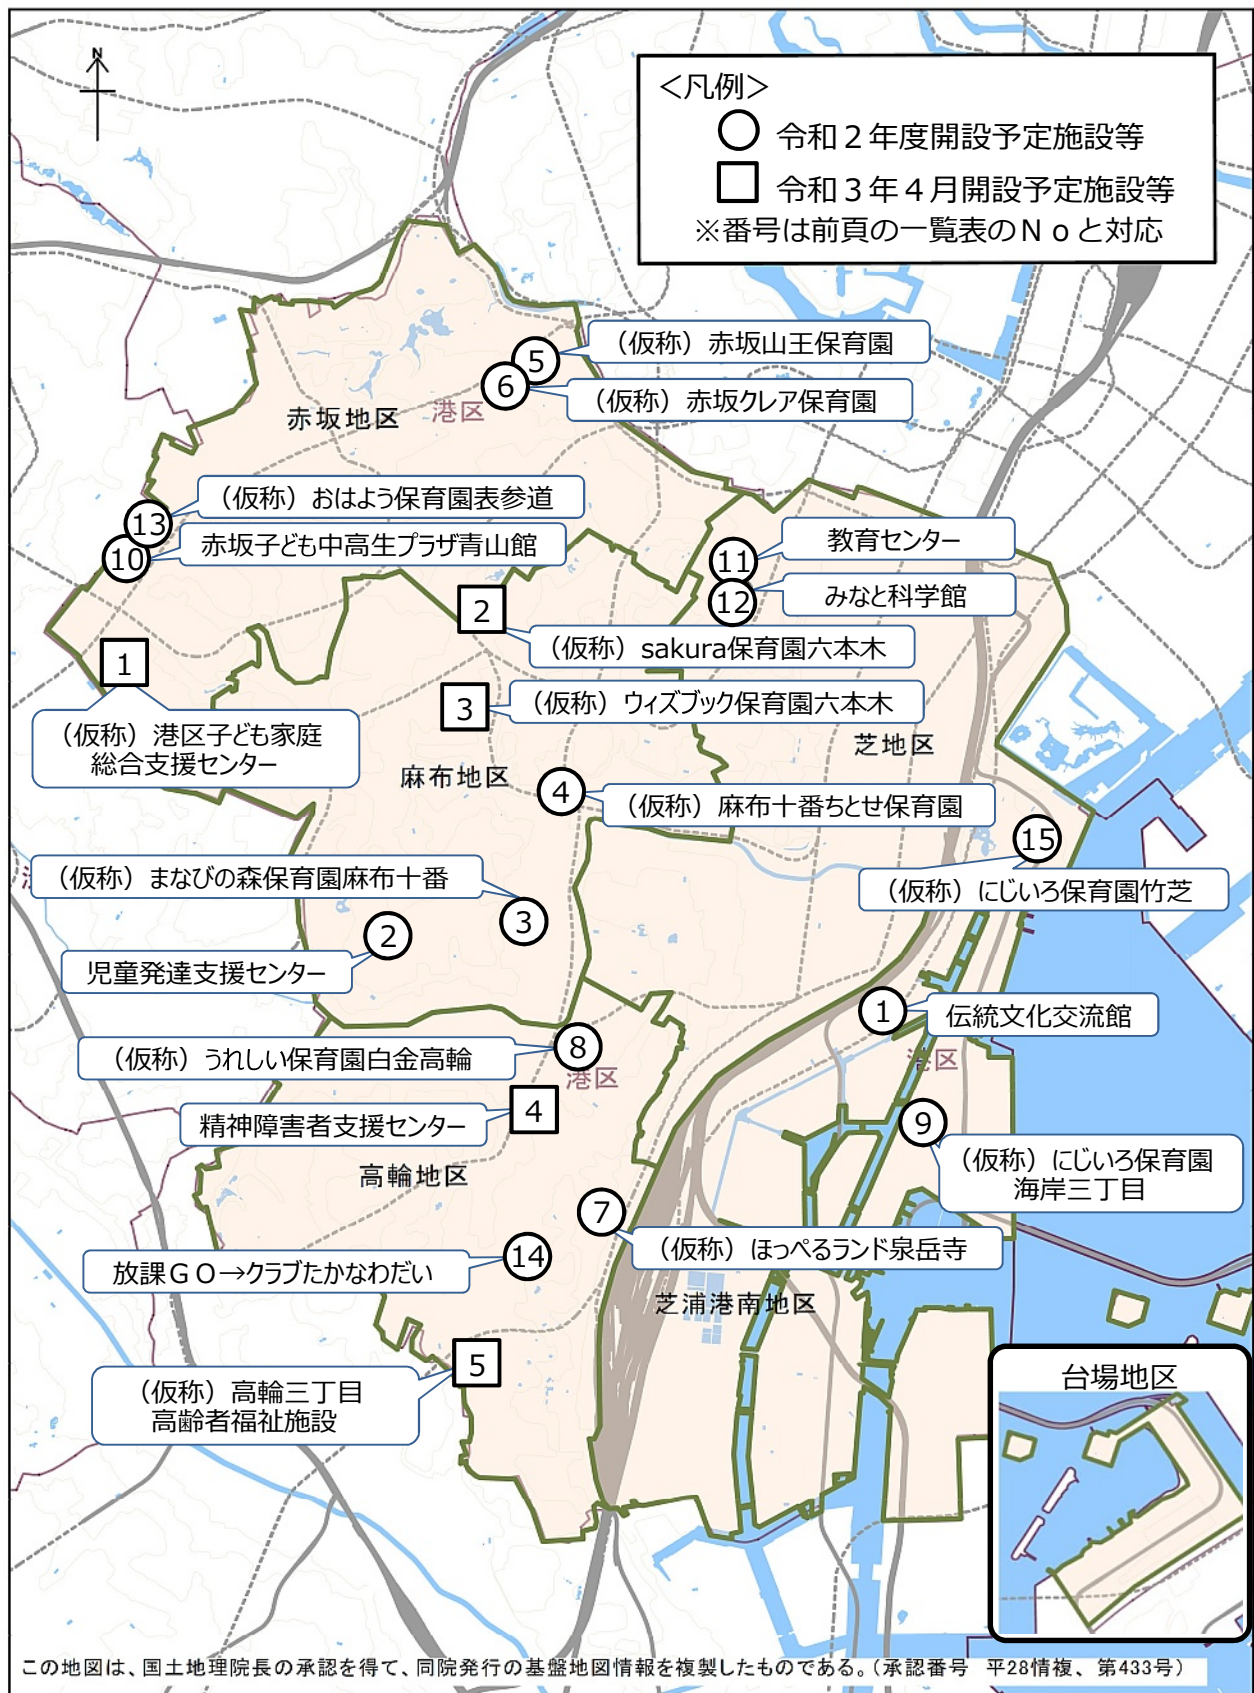 N
＜凡例＞
○ 令和２年度開設予定施設等
□ 令和３年４月開設予定施設等
※番号は前頁の一覧表のＮｏと対応
5
（仮称）赤坂山王保育園
6
（仮称）赤坂クレア保育園
赤坂地区
港区
13
（仮称）おはよう保育園表参道
10
赤坂子ども中高生プラザ青山館
11
教育センター
12
みなと科学館
2
（仮称）sakura保育園六本木
1
（仮称）港区子ども家庭
総合支援センター
3
（仮称）ウィズブック保育園六本木
芝地区
麻布地区
4
（仮称）麻布十番ちとせ保育園
15
（仮称）にじいろ保育園竹芝
（仮称）まなびの森保育園麻布十番
3
2
児童発達支援センター
1
伝統文化交流館
港区
（仮称）うれしい保育園白金高輪
8
港区
4
精神障害者支援センター
9
（仮称）にじいろ保育園
海岸三丁目
高輪地区
7
（仮称）ほっぺるランド泉岳寺
14
放課ＧＯ→クラブたかなわだい
芝浦港南地区
5
（仮称）高輪三丁目
高齢者福祉施設
台場地区
この地図は、国土地理院長の承認を得て、同院発行の基盤地図情報を複製したものである。（承認番号　平28情複、第433号）